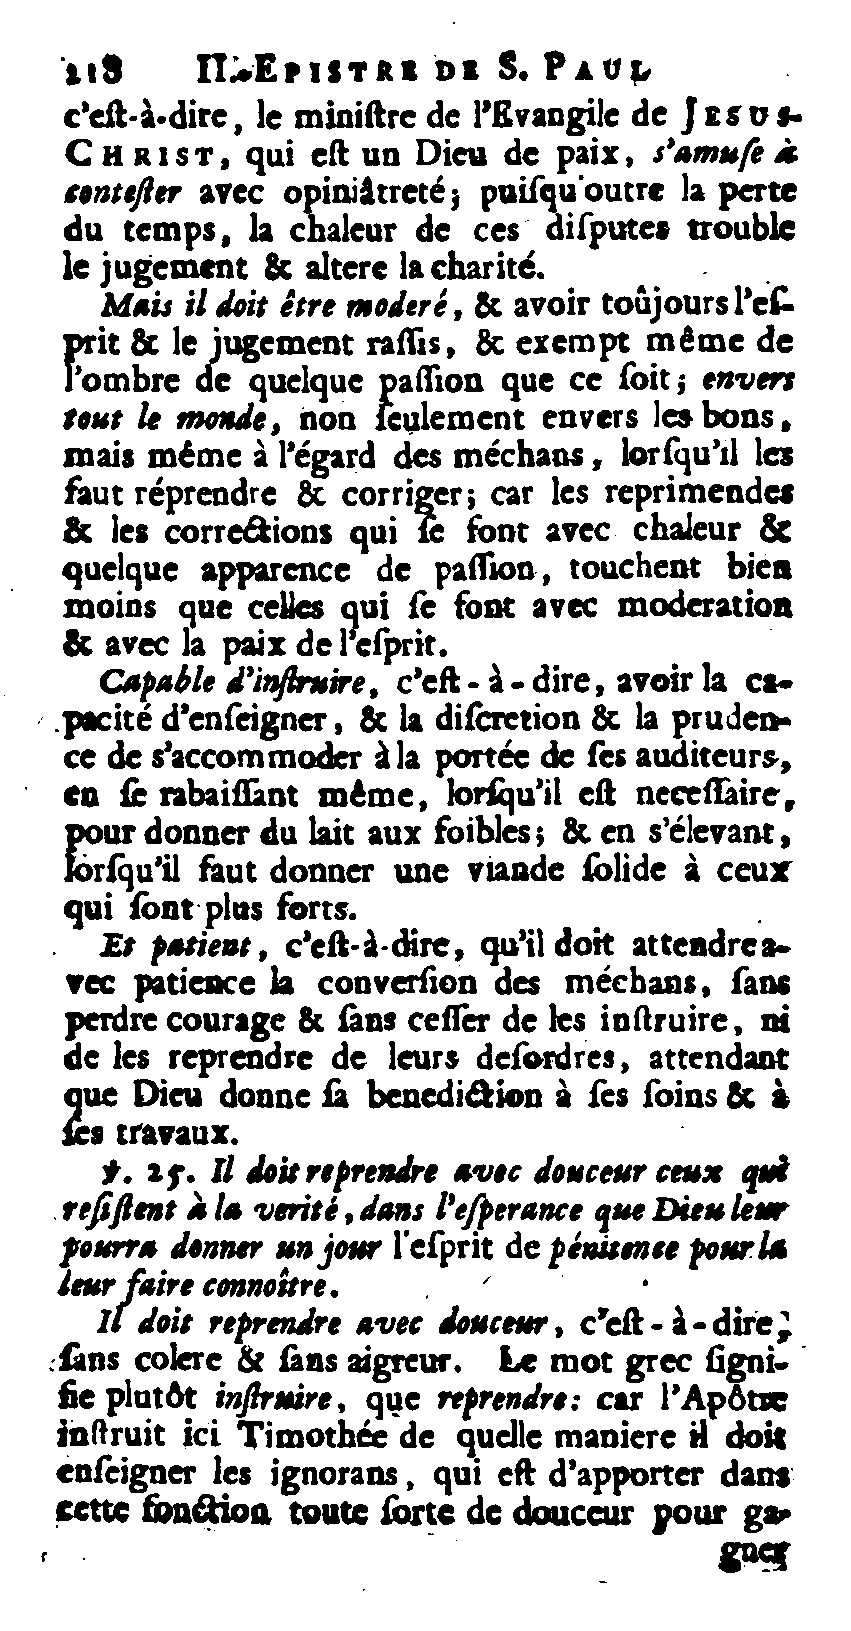 218 II. EPISTRE DE S. PAUL
c'eſt-à-dire, le miniſtre de l'Evangile de JESUS-
CHRIST, qui eſt un Dieu de paix, s'amuſe à
conteſter avec opiniâtreté; puiſqu'outre la perte
du temps, la chaleur de ces diſputes trouble
le jugement & altere la charité.
Mais il doit être moderé, & avoir toûjours l'eſ-
prit & le jugement raſſis, & exempt même de
l'ombre de quelque paſſion que ce ſoit; envers
tout le monde, non ſeulement envers les bons,
mais même à l'égard des méchans, lorſqu'il les
faut réprendre & corriger; car les reprimendes
& les corrections qui ſe font avec chaleur &
quelque apparence de paſſion, touchent bien
moins que celles qui ſe font avec moderation
& avec la paix de l'eſprit.
Capable d'inſtruire, c'eſt-à-dire, avoir la ca-
pacité d'enſeigner, & la diſcretion & la pruden-
ce de s'accommoder à la portée de ſes auditeurs,
en ſe rabaiſſant même, lorſqu'il eſt neceſſaire,
pour donner du lait aux foibles; & en s'élevant,
lorſqu'il faut donner une viande ſolide à ceux
qui ſont plus forts.
Et patient, c'eſt-à-dire, qu'il doit attendre a-
vec patience la converſion des méchans, ſans
perdre courage & ſans ceſſer de les inſtruire, ni
de les reprendre de leurs deſordres, attendant
que Dieu donne ſa benediction à ſes ſoins & à
ſes travaux.
℣. 25. Il doit reprendre avec douceur ceux qui
reſiſtent à la verité, dans l'eſperance que Dieu leur
pourra donner un jour l'eſprit de pénitence pour la
leur faire connoître.
Il doit reprendre avec douceur, c'eſt-à-dire,
ſans colere & ſans aigreur. Le mot grec ſigni-
fie plutôt inſtruire, que reprendre: car l'Apôtre
inſtruit ici Timothée de quelle maniere il doit
enſeigner les ignorans, qui eſt d'apporter dans
cette fonction toute ſorte de douceur pour ga-
gner